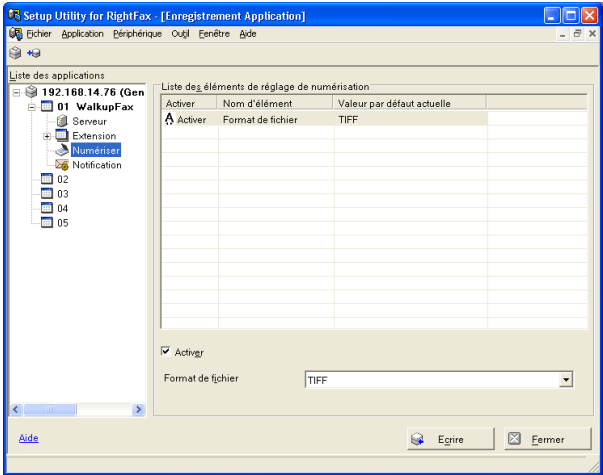 Setup Utility for RightFax - [Enregistrement Application]
Fichier Application Périphérique Outil Fenêtre Aide
Liste des applications
192.168.14.76 (Gen
01 WalkupFax
Serveur
Extension
Numériser
Notification
02
03
04
05
Liste des éléments de réglage de numérisation
Activer Nom d'élément Valeur par défaut actuelle
Activer Format de fichier TIFF
Activer
Format de fichier TIFF
Aide Ecrire Fermer